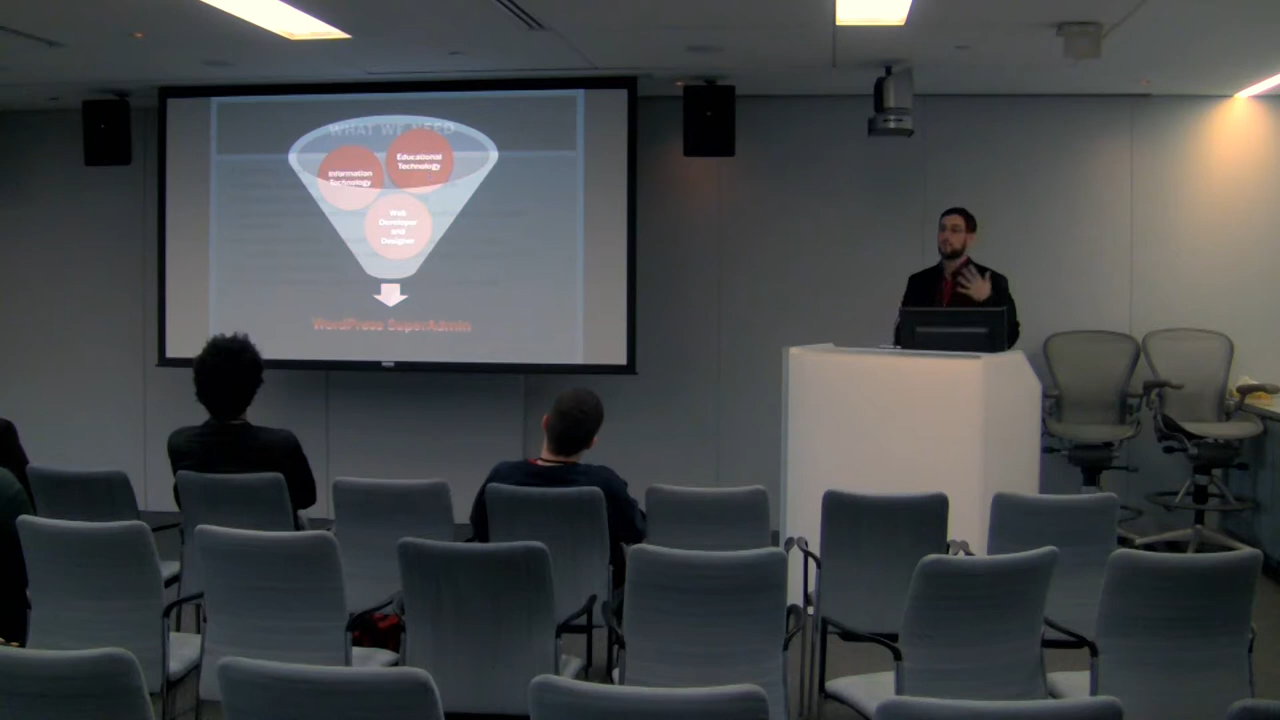 WHAT WE NEED
Educational
Technology
Information
Technology
Web
Developer
and
Designer
WordPress SuperAdmin